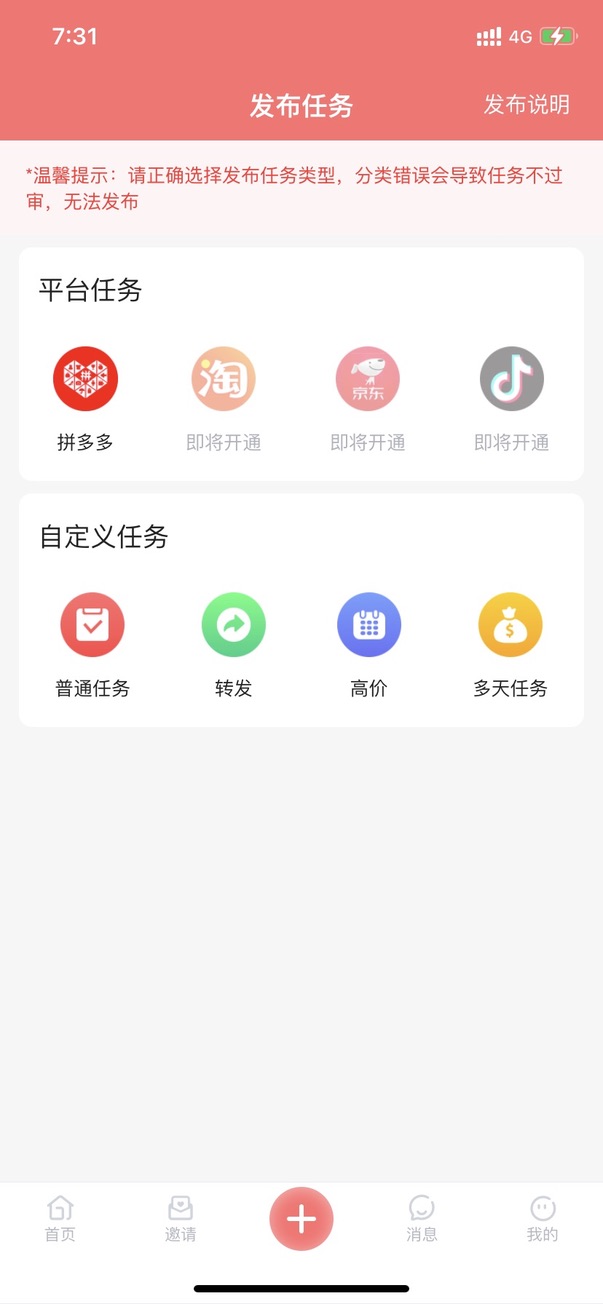 7:31
4G
发布任务
发布说明
*温馨提示：请正确选择发布任务类型，分类错误会导致任务不过
审，无法发布
平台任务
拼
淘
京东
拼多多
即将开通
即将开通
即将开通
自定义任务
$
普通任务
转发
高价
多天任务
首页
邀请
消息
我的